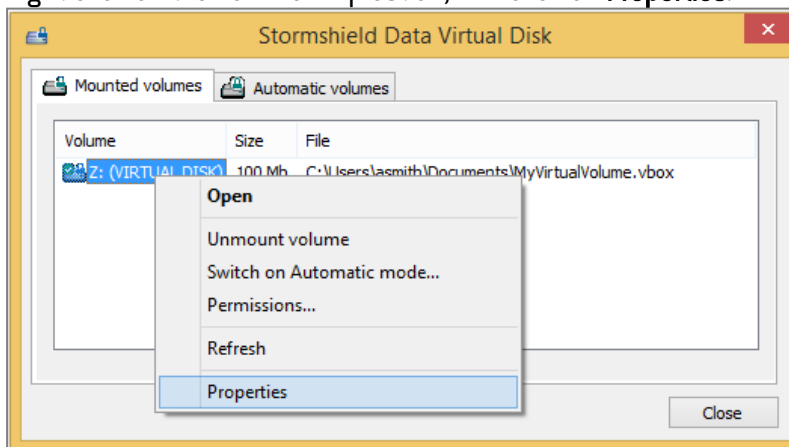 Stormshield Data Virtual Disk
Mounted volumes Automatic volumes
Volume Size File
Z: (VIRTUAL DISK) 100 Mb C:\Users\asmith\Documents\MyVirtualVolume.vbox
Open
Unmount volume
Switch on Automatic mode...
Permissions...
Refresh
Properties
Close